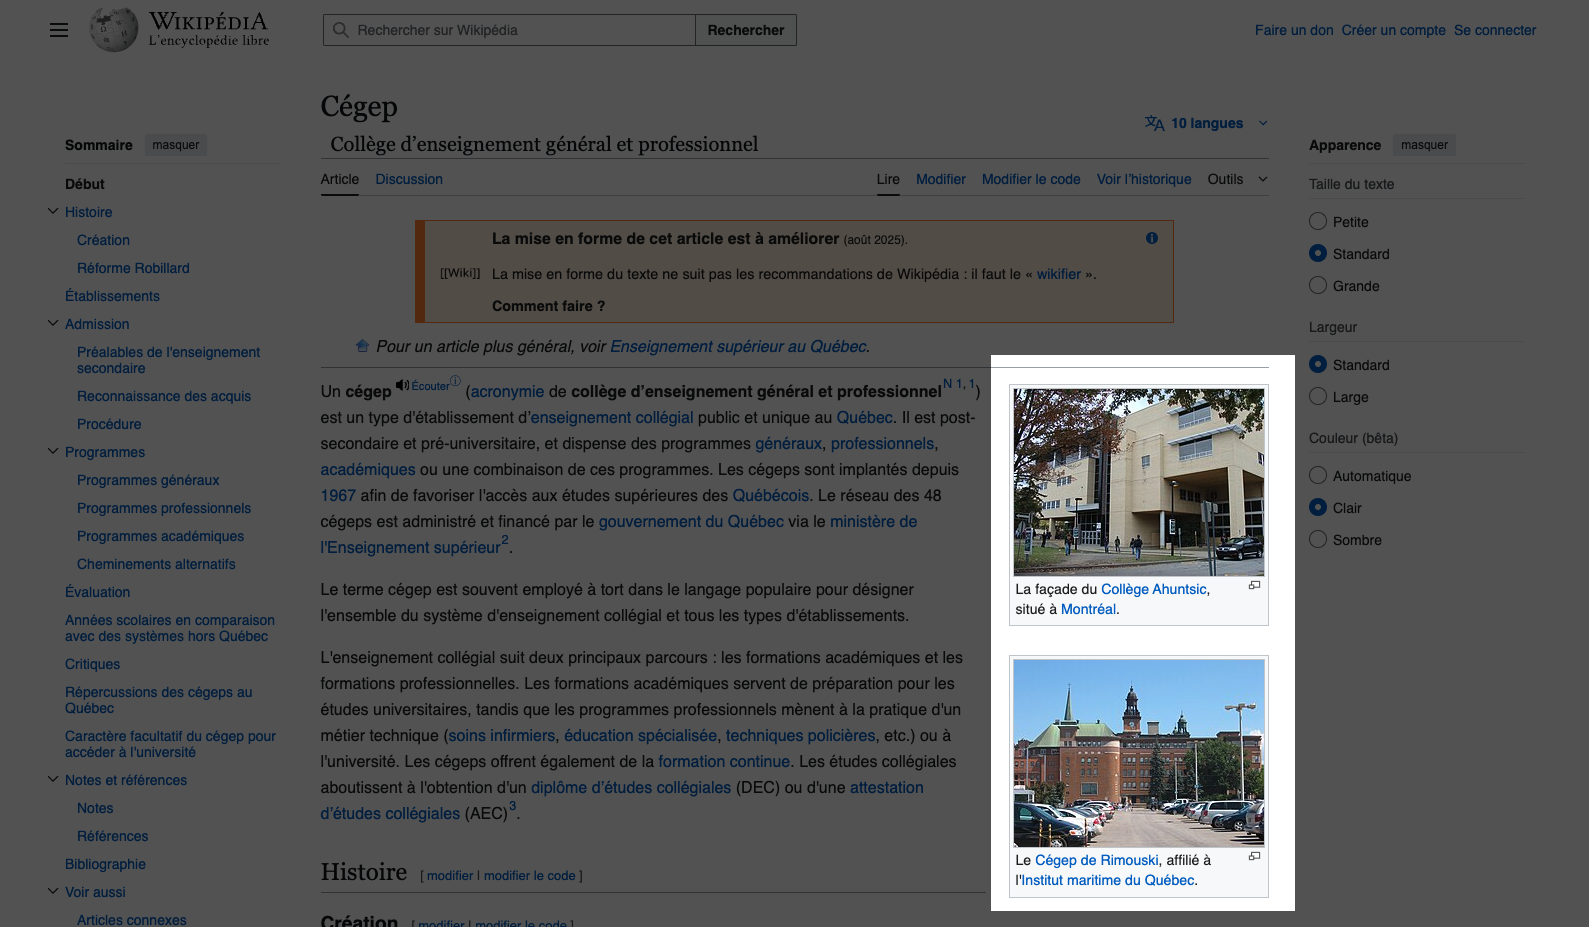 WIKIPÉDIA
L'encyclopédie libre
Rechercher sur Wikipédia
Rechercher
Faire un don Créer un compte Se connecter
Cégep
Collège d’enseignement général et professionnel
10 langues
Article Discussion
Lire Modifier Modifier le code Voir l’historique Outils
Sommaire masquer
Début
Histoire
Création
Réforme Robillard
Établissements
Admission
Préalables de l'enseignement
secondaire
Reconnaissance des acquis
Procédure
Programmes
Programmes généraux
Programmes professionnels
Programmes académiques
Cheminements alternatifs
Évaluation
Années scolaires en comparaison
avec des systèmes hors Québec
Critiques
Répercussions des cégeps au
Québec
Caractère facultatif du cégep pour
accéder à l'université
Notes et références
Notes
Références
Bibliographie
Voir aussi
Articles connexes
La mise en forme de cet article est à améliorer (août 2025).
[[Wiki]] La mise en forme du texte ne suit pas les recommandations de Wikipédia : il faut le « wikifier ».
Comment faire ?
Pour un article plus général, voir Enseignement supérieur au Québec.
Un cégep Écouter (acronymie de collège d’enseignement général et professionnel N 1, 1)
est un type d'établissement d’enseignement collégial public et unique au Québec. Il est post-
secondaire et pré-universitaire, et dispense des programmes généraux, professionnels,
académiques ou une combinaison de ces programmes. Les cégeps sont implantés depuis
1967 afin de favoriser l'accès aux études supérieures des Québécois. Le réseau des 48
cégeps est administré et financé par le gouvernement du Québec via le ministère de
l'Enseignement supérieur2.
Le terme cégep est souvent employé à tort dans le langage populaire pour désigner
l'ensemble du système d'enseignement collégial et tous les types d'établissements.
L'enseignement collégial suit deux principaux parcours : les formations académiques et les
formations professionnelles. Les formations académiques servent de préparation pour les
études universitaires, tandis que les programmes professionnels mènent à la pratique d'un
métier technique (soins infirmiers, éducation spécialisée, techniques policières, etc.) ou à
l'université. Les cégeps offrent également de la formation continue. Les études collégiales
aboutissent à l'obtention d'un diplôme d’études collégiales (DEC) ou d'une attestation
d’études collégiales (AEC)3.
Histoire [ modifier | modifier le code ]
Création [ modifier | modifier le code ]
La façade du Collège Ahuntsic,
situé à Montréal.
Le Cégep de Rimouski, affilié à
l'Institut maritime du Québec.
Apparence masquer
Taille du texte
Petite
Standard
Grande
Largeur
Standard
Large
Couleur (bêta)
Automatique
Clair
Sombre